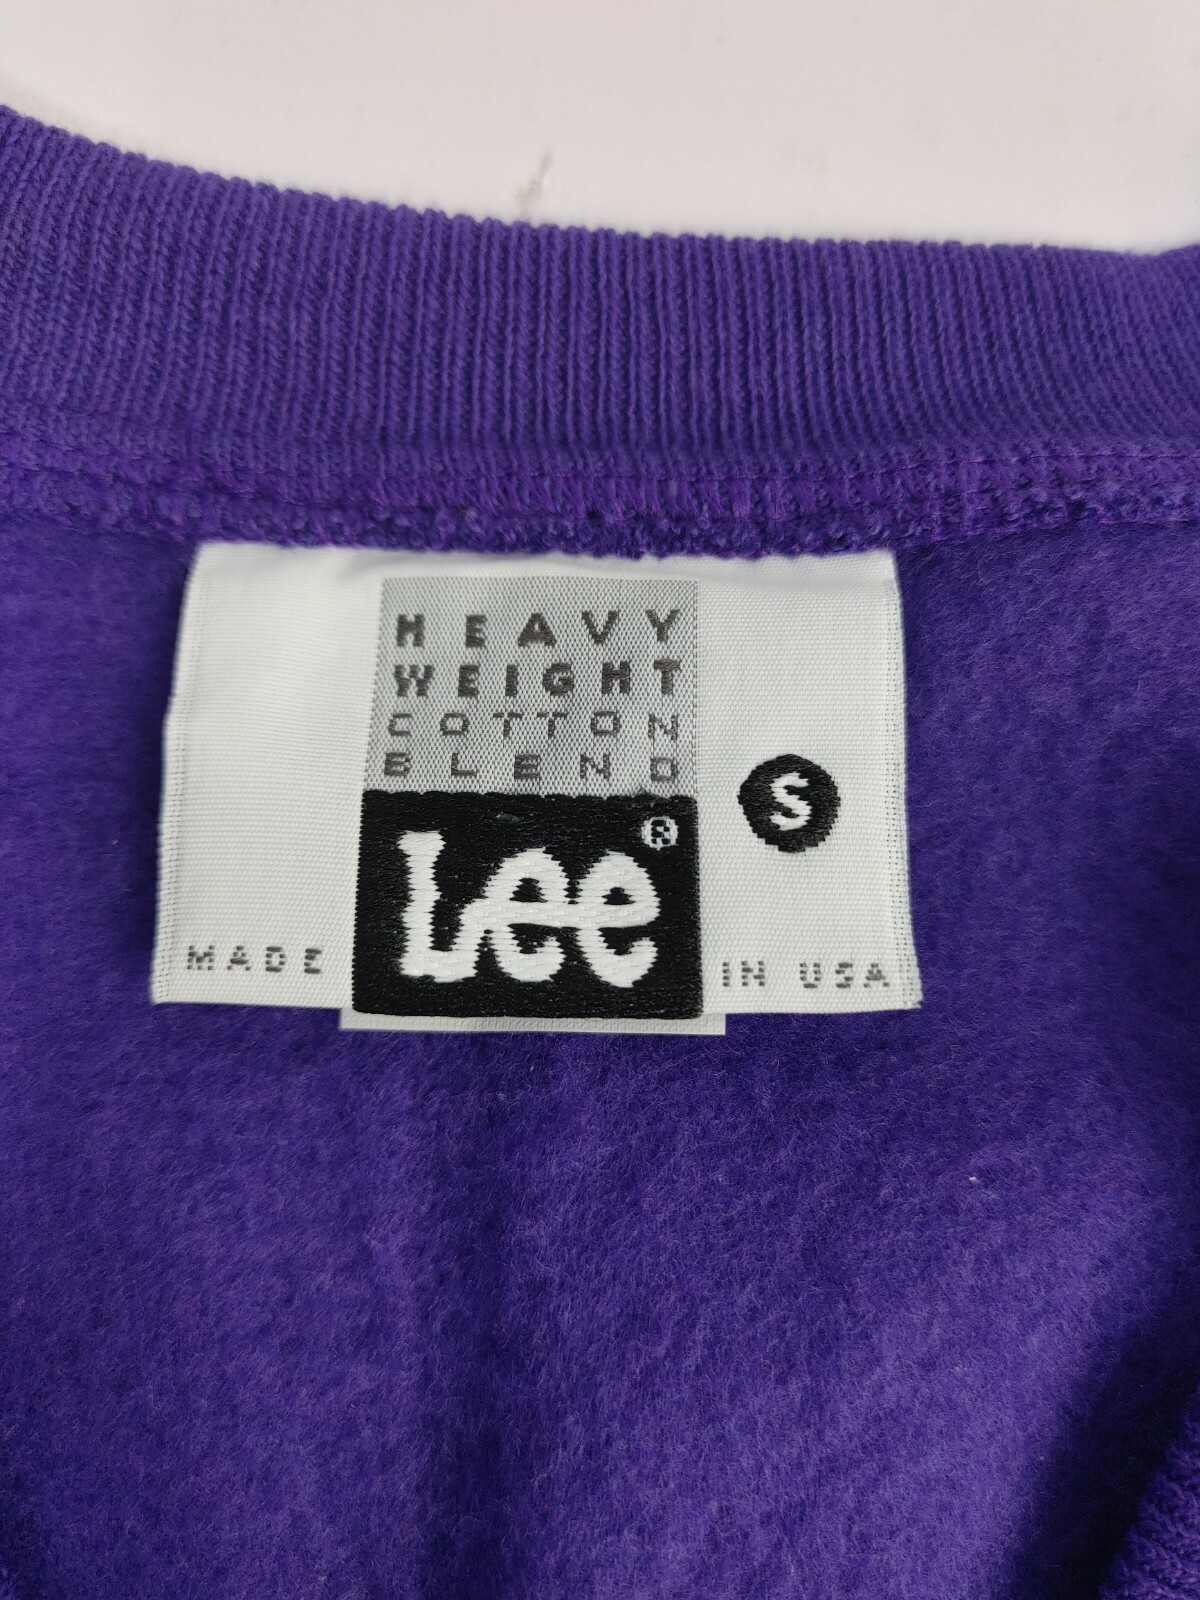 HEAVY
WEIGHT
COTTON
BLEND
S
Lee®
MADE IN USA